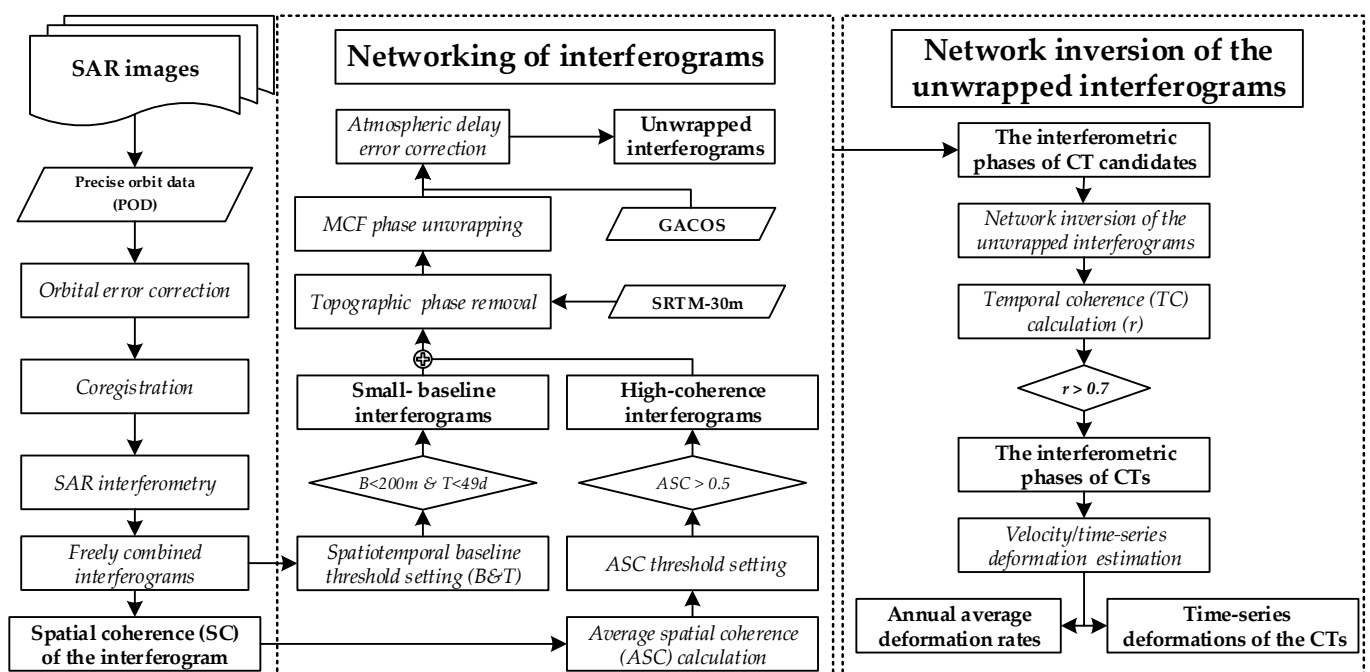 SAR images
Precise orbit data
(POD)
Orbital error correction
Coregistration
SAR interferometry
Freely combined
interferograms
Spatial coherence (SC)
of the interferogram
Networking of interferograms
Atmospheric delay
error correction
Unwrapped
interferograms
MCF phase unwrapping
GACOS
Topographic phase removal
SRTM-30m
Small- baseline
interferograms
High-coherence
interferograms
B<200m & T<49d
ASC > 0.5
Spatiotemporal baseline
threshold setting (B&T)
ASC threshold setting
Average spatial coherence
(ASC) calculation
Network inversion of the
unwrapped interferograms
The interferometric
phases of CT candidates
Network inversion of the
unwrapped interferograms
Temporal coherence (TC)
calculation (r)
r > 0.7
The interferometric
phases of CTs
Velocity/time-series
deformation estimation
Annual average
deformation rates
Time-series
deformations of the CTs